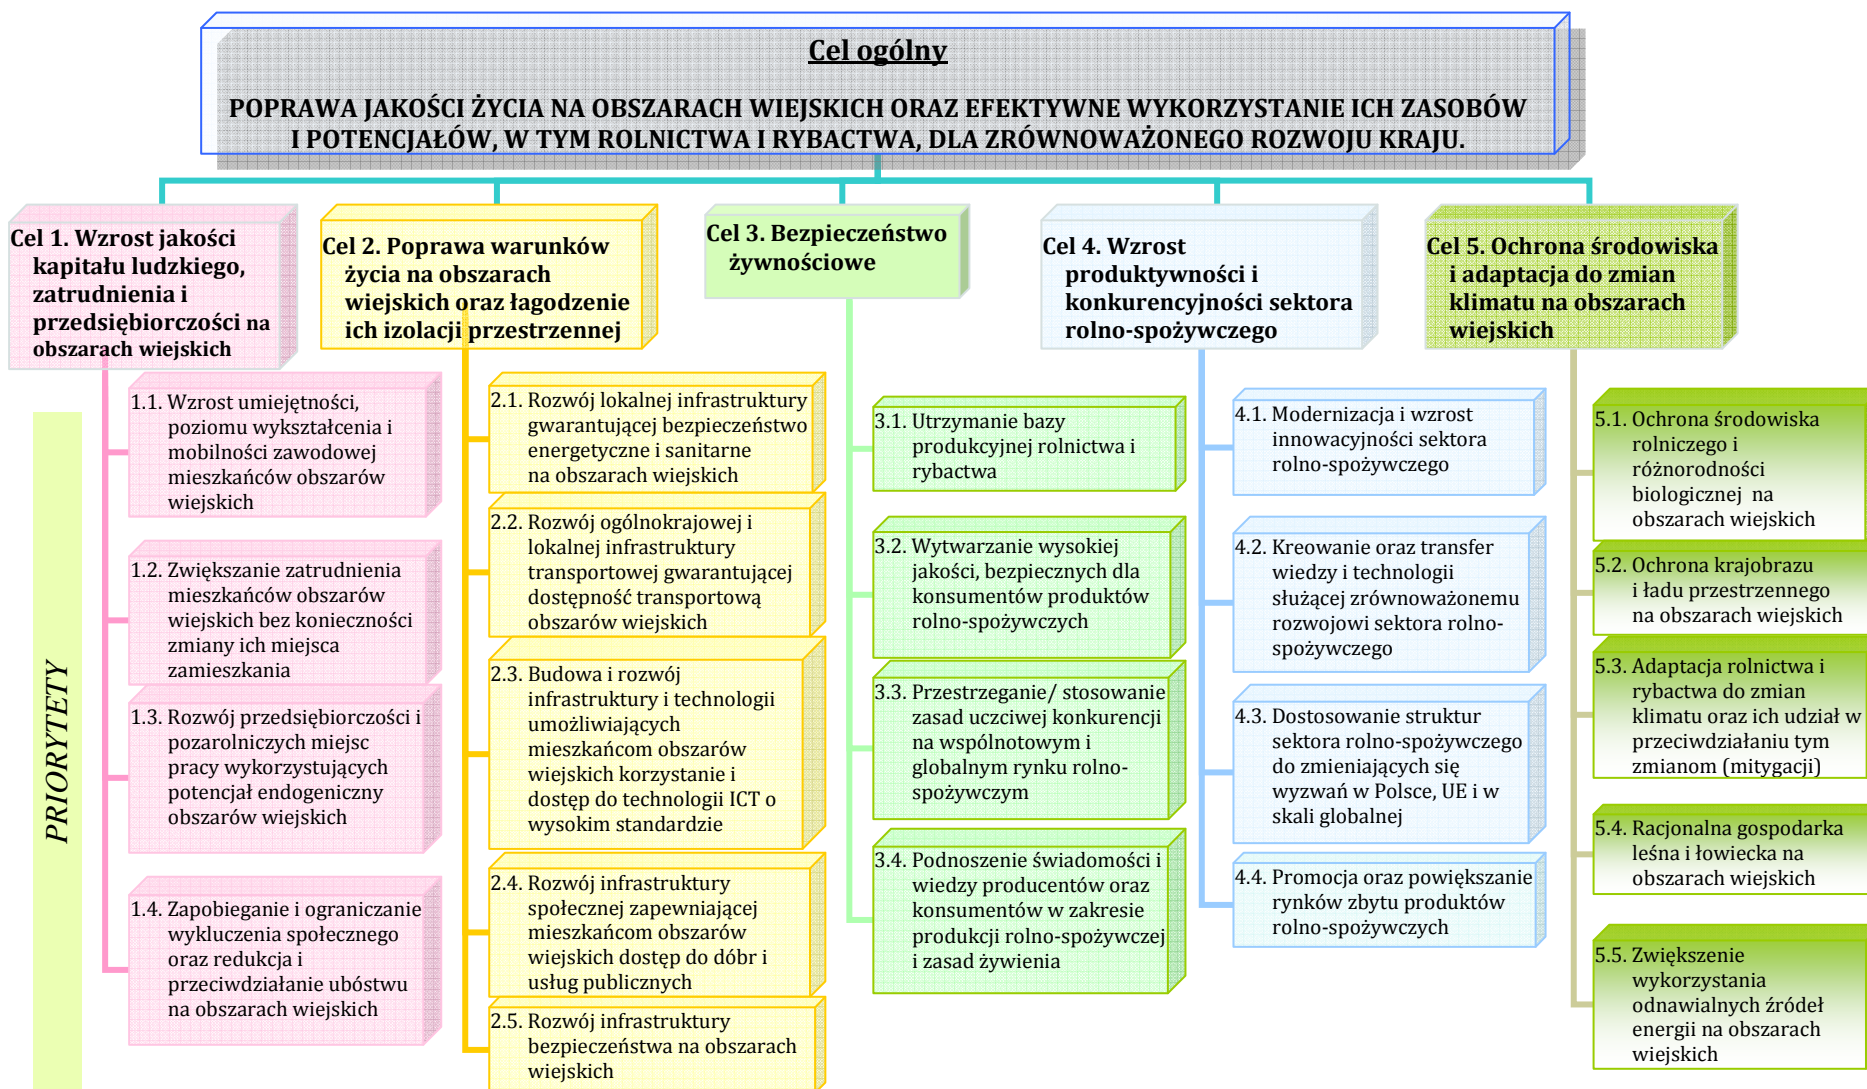 Cel ogólny
POPRAWA JAKOŚCI ŻYCIA NA OBSZARACH WIEJSKICH ORAZ EFEKTYWNE WYKORZYSTANIE ICH ZASOBÓW
I POTENCJAŁÓW, W TYM ROLNICTWA I RYBACTWA, DLA ZRÓWNOWAŻONEGO ROZWOJU KRAJU.
Cel 1. Wzrost jakości
kapitału ludzkiego,
zatrudnienia i
przedsiębiorczości na
obszarach wiejskich
Cel 2. Poprawa warunków
życia na obszarach
wiejskich oraz łagodzenie
ich izolacji przestrzennej
Cel 3. Bezpieczeństwo
żywnościowe
Cel 4. Wzrost
produktywności i
konkurencyjności sektora
rolno-spożywczego
Cel 5. Ochrona środowiska
i adaptacja do zmian
klimatu na obszarach
wiejskich
PRIORYTETY
1.1. Wzrost umiejętności,
poziomu wykształcenia i
mobilności zawodowej
mieszkańców obszarów
wiejskich
1.2. Zwiększanie zatrudnienia
mieszkańców obszarów
wiejskich bez konieczności
zmiany ich miejsca
zamieszkania
1.3. Rozwój przedsiębiorczości i
pozarolniczych miejsc
pracy wykorzystujących
potencjał endogeniczny
obszarów wiejskich
1.4. Zapobieganie i ograniczanie
wykluczenia społecznego
oraz redukcja i
przeciwdziałanie ubóstwu
na obszarach wiejskich
2.1. Rozwój lokalnej infrastruktury
gwarantującej bezpieczeństwo
energetyczne i sanitarne
na obszarach wiejskich
2.2. Rozwój ogólnokrajowej i
lokalnej infrastruktury
transportowej gwarantującej
dostępność transportową
obszarów wiejskich
2.3. Budowa i rozwój
infrastruktury i technologii
umożliwiających
mieszkańcom obszarów
wiejskich korzystanie i
dostęp do technologii ICT o
wysokim standardzie
2.4. Rozwój infrastruktury
społecznej zapewniającej
mieszkańcom obszarów
wiejskich dostęp do dóbr i
usług publicznych
2.5. Rozwój infrastruktury
bezpieczeństwa na obszarach
wiejskich
3.1. Utrzymanie bazy
produkcyjnej rolnictwa i
rybactwa
3.2. Wytwarzanie wysokiej
jakości, bezpiecznych dla
konsumentów produktów
rolno-spożywczych
3.3. Przestrzeganie/ stosowanie
zasad uczciwej konkurencji
na wspólnotowym i
globalnym rynku rolno-
spożywczym
3.4. Podnoszenie świadomości i
wiedzy producentów oraz
konsumentów w zakresie
produkcji rolno-spożywczej
i zasad żywienia
4.1. Modernizacja i wzrost
innowacyjności sektora
rolno-spożywczego
4.2. Kreowanie oraz transfer
wiedzy i technologii
służącej zrównoważonemu
rozwojowi sektora rolno-
spożywczego
4.3. Dostosowanie struktur
sektora rolno-spożywczego
do zmieniających się
wyzwań w Polsce, UE i w
skali globalnej
4.4. Promocja oraz powiększanie
rynków zbytu produktów
rolno-spożywczych
5.1. Ochrona środowiska
rolniczego i
różnorodności
biologicznej na
obszarach wiejskich
5.2. Ochrona krajobrazu
i ładu przestrzennego
na obszarach wiejskich
5.3. Adaptacja rolnictwa i
rybactwa do zmian
klimatu oraz ich udział w
przeciwdziałaniu tym
zmianom (mitygacji)
5.4. Racjonalna gospodarka
leśna i łowiecka na
obszarach wiejskich
5.5. Zwiększenie
wykorzystania
odnawialnych źródeł
energii na obszarach
wiejskich